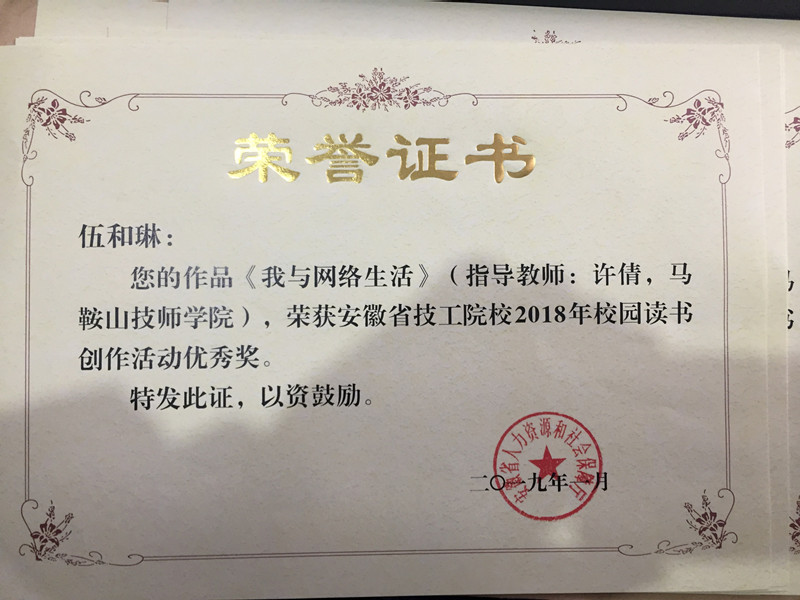 荣誉证书
伍和琳：
您的作品《我与网络生活》（指导教师：许倩，马
鞍山技师学院），荣获安徽省技工院校2018年校园读书
创作活动优秀奖。
特发此证，以资鼓励。
安徽省人力资源和社会保障厅
二〇一九年一月
马